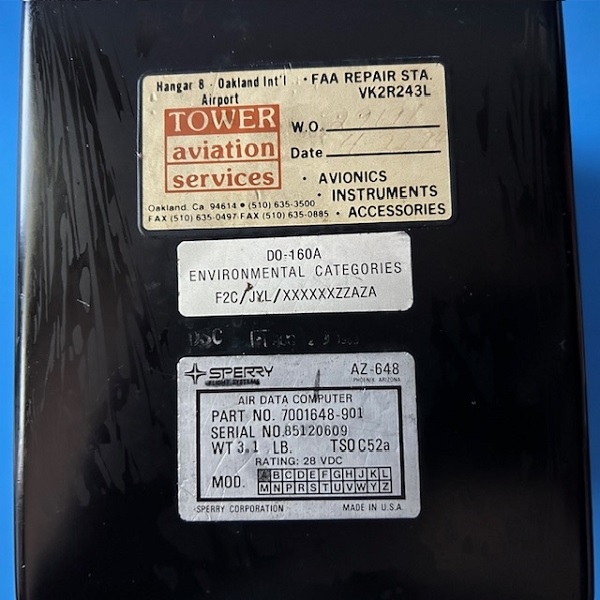 Hangar 8 - Oakland Int'l
Airport
• FAA REPAIR STA.
VK2R243L
TOWER
aviation
services
W.O.
Date
• AVIONICS
• INSTRUMENTS
• ACCESSORIES
Oakland, Ca. 94614 • (510) 635-3500
FAX (510) 635-0497 FAX (510) 635-0885
DO-160A
ENVIRONMENTAL CATEGORIES
F2C/JYL/XXXXXXZZAZA
DSC
SPERRY
FLIGHT SYSTEMS
AZ-648
PHOENIX, ARIZONA
AIR DATA COMPUTER
PART NO. 7001648-901
SERIAL NO. 85120609
WT 3.1 LB. TSO C52a
RATING: 28 VDC
MOD. A B C D E F G H J K L
M N P R S T U V W Y Z
SPERRY CORPORATION MADE IN U.S.A.